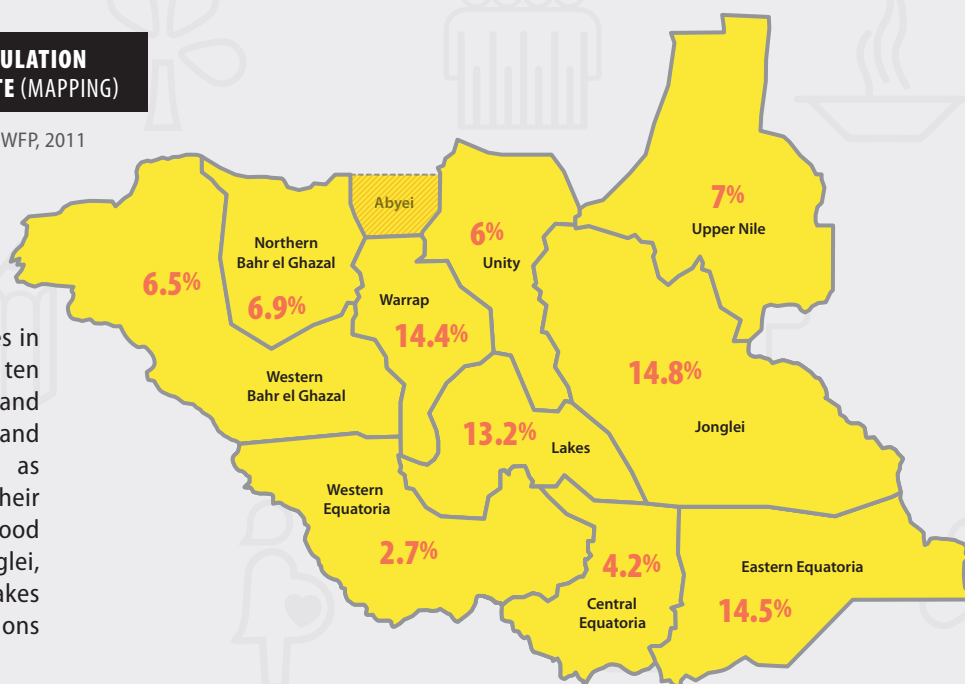 ULATION
TE (MAPPING)
WFP, 2011
es in
ten
and
and
as
heir
ood
glei,
akes
ons
7%
Upper Nile
Abyei
6%
Unity
Northern
Bahr el Ghazal
6.9%
6.5%
Western
Bahr el Ghazal
Warrap
14.4%
14.8%
Jonglei
13.2%
Lakes
Western
Equatoria
2.7%
4.2%
Central
Equatoria
Eastern Equatoria
14.5%